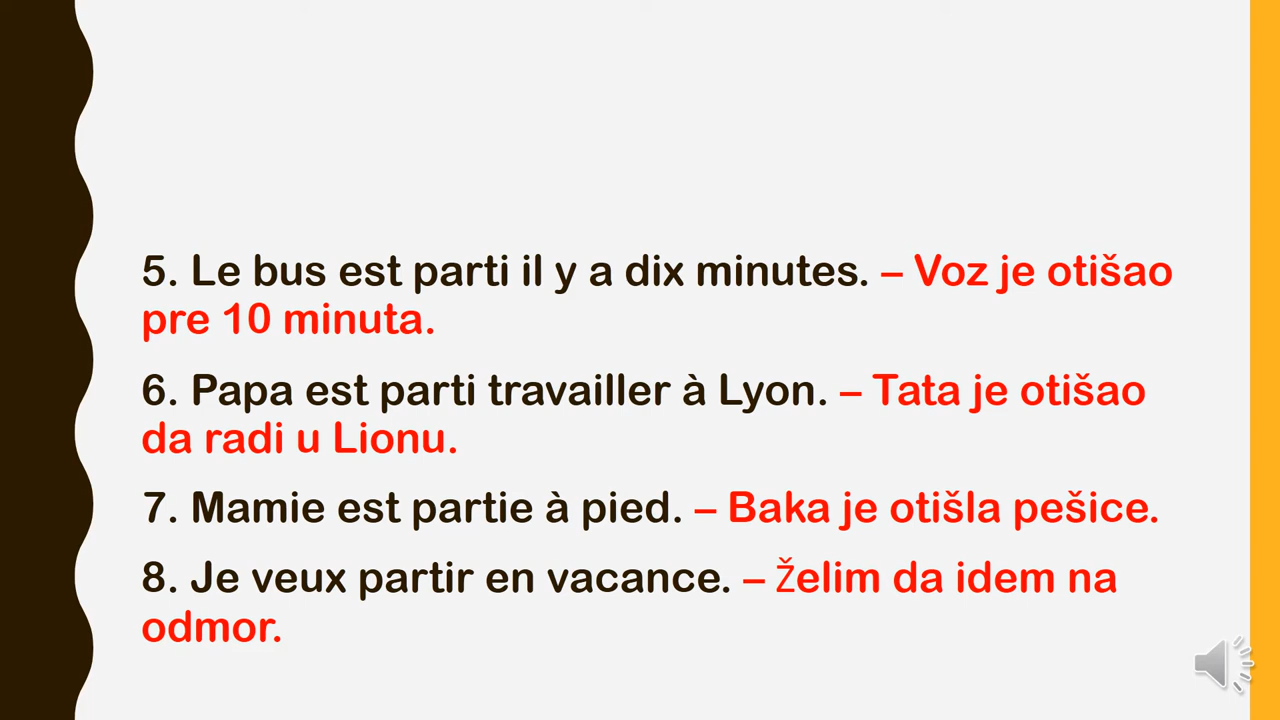 5. Le bus est parti il y a dix minutes. – Voz je otišao
pre 10 minuta.
6. Papa est parti travailler à Lyon. – Tata je otišao
da radi u Lionu.
7. Mamie est partie à pied. – Baka je otišla pešice.
8. Je veux partir en vacance. – Želim da idem na
odmor.